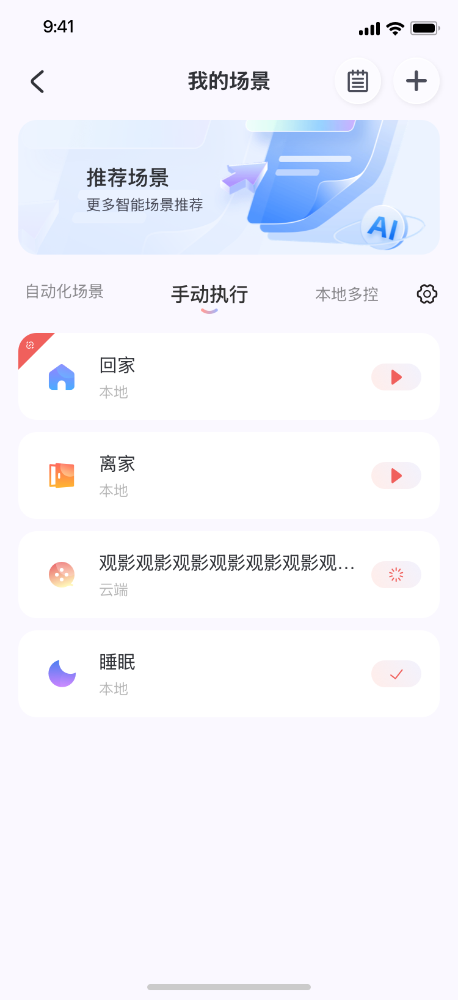 9:41
我的场景
推荐场景
更多智能场景推荐
AI
自动化场景
手动执行
本地多控
回家
本地
离家
本地
观影观影观影观影观影观影观...
云端
睡眠
本地